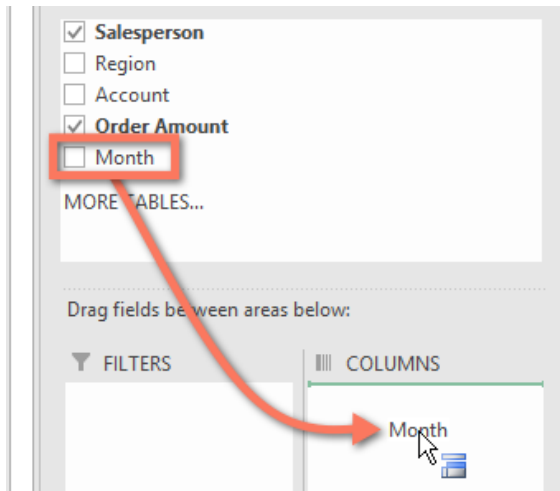 Salesperson
Region
Account
Order Amount
Month
MORE TABLES...
Drag fields between areas below:
FILTERS
COLUMNS
Month